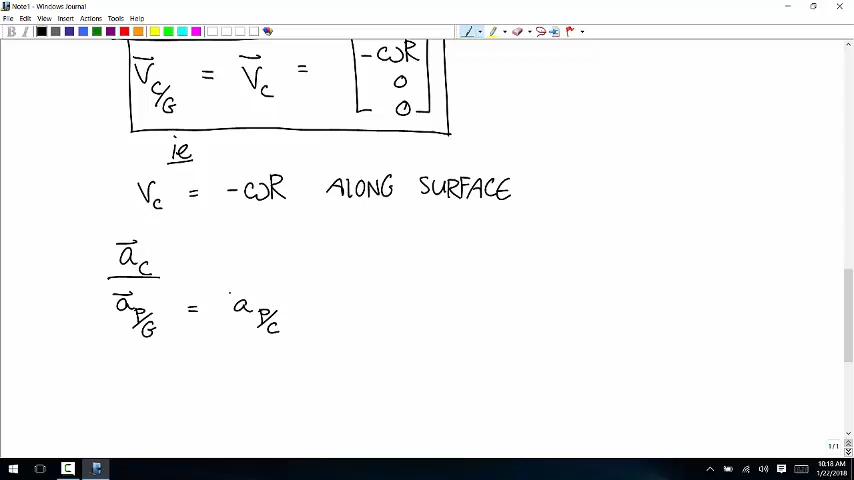 Note1 - Windows Journal
File Edit View Insert Actions Tools Help
B I
V⃗ C/G = V⃗ C = [-ωR
0
0]
ie
V C = -ωR ALONG SURFACE
a⃗ C
a⃗ P/G = a P/C
1/1
10:18 AM
1/22/2018